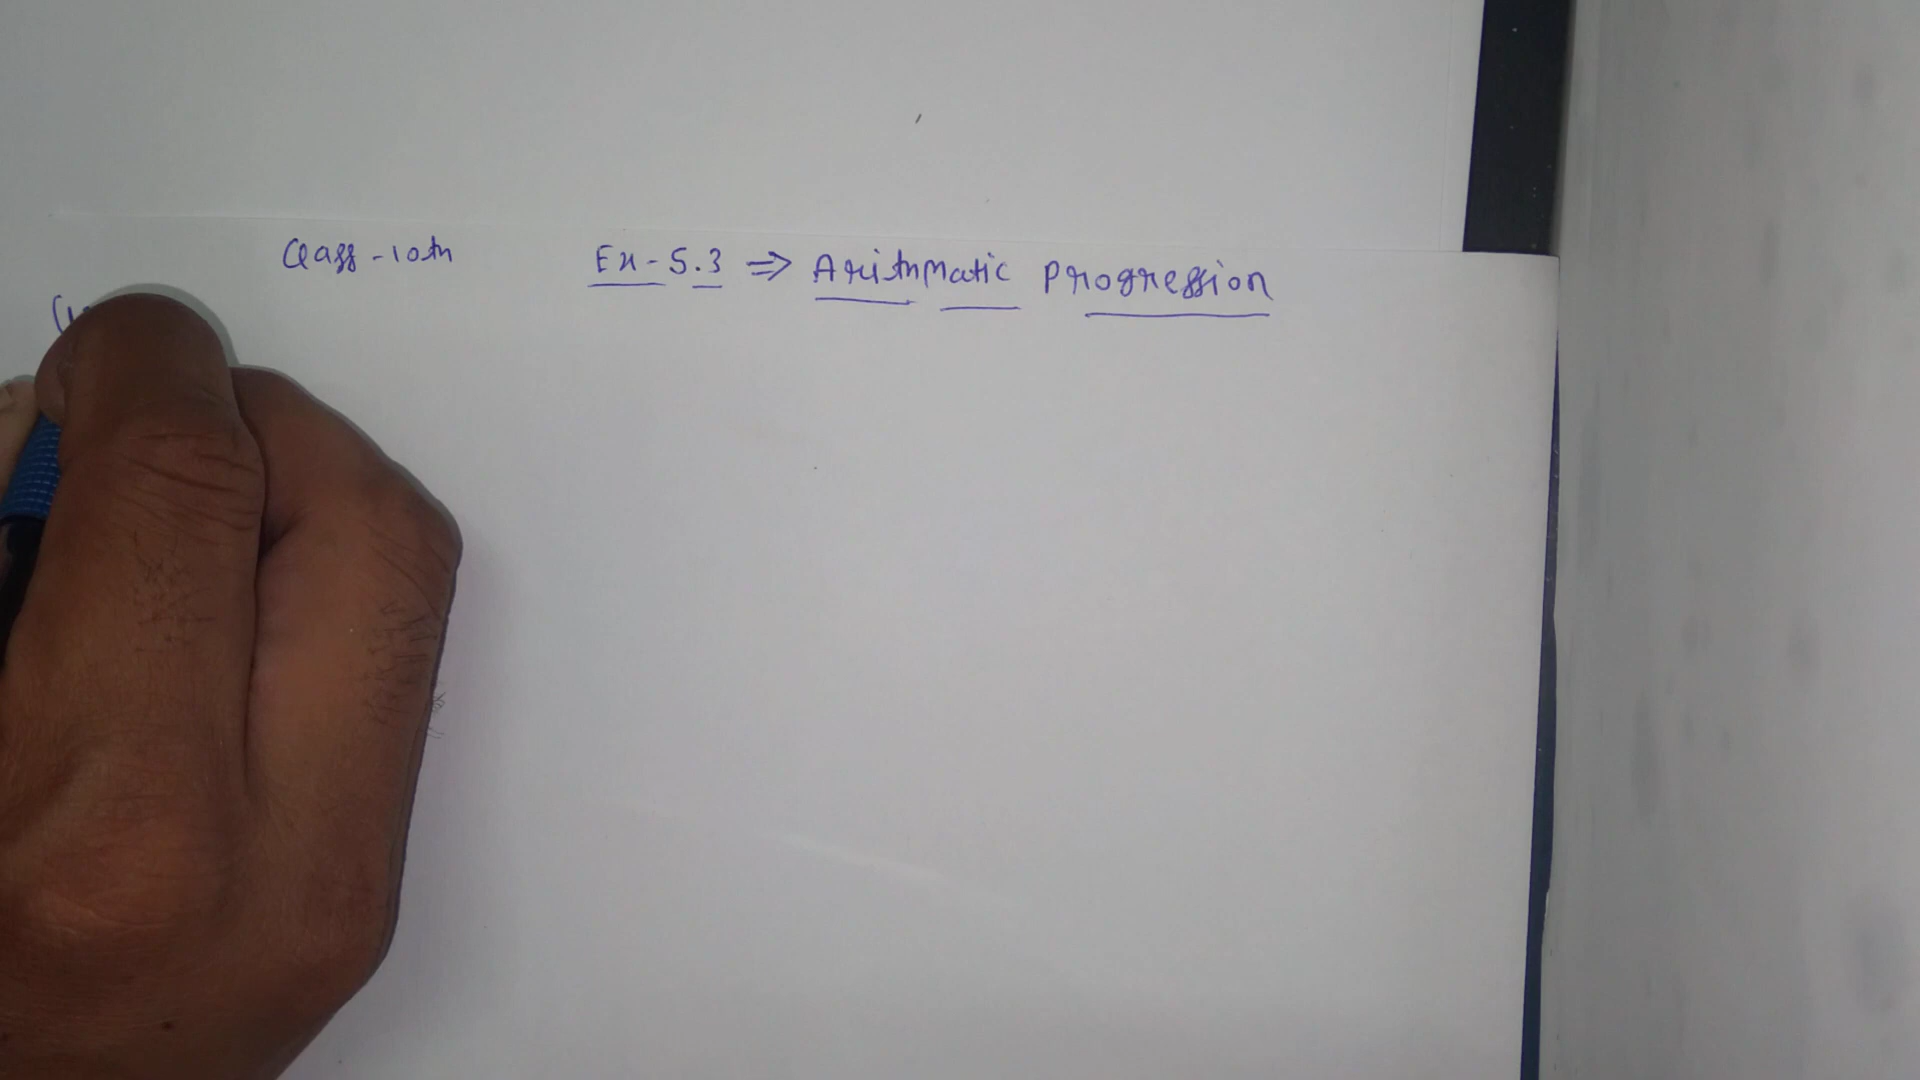 Class - 10th Ex - 5.3 ⇒ Arithmatic Progression